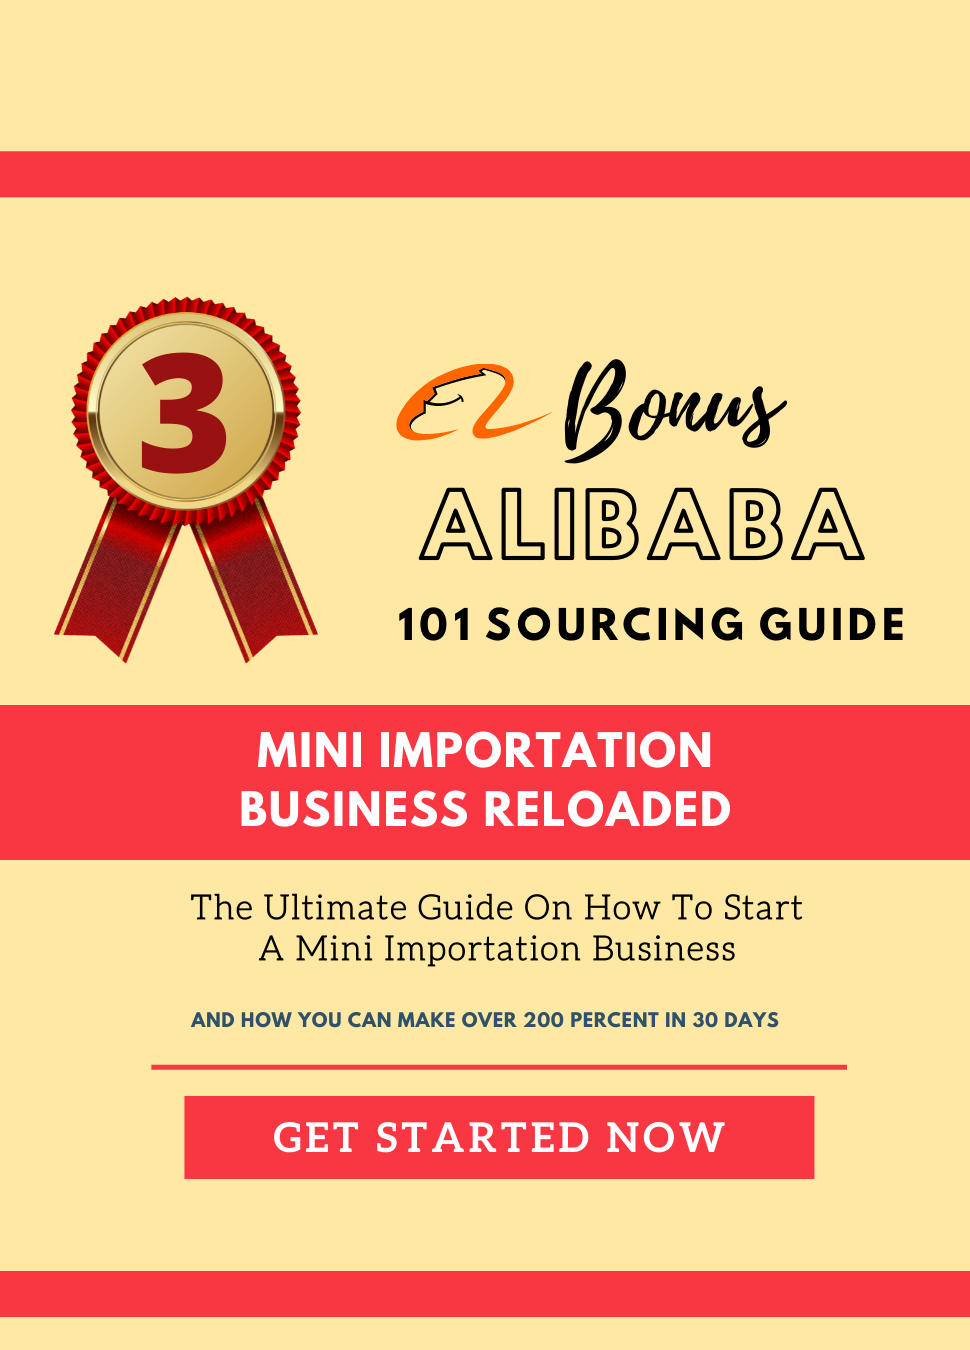 3
Bonus
ALIBABA
101 SOURCING GUIDE
MINI IMPORTATION
BUSINESS RELOADED
The Ultimate Guide On How To Start
A Mini Importation Business
AND HOW YOU CAN MAKE OVER 200 PERCENT IN 30 DAYS
GET STARTED NOW